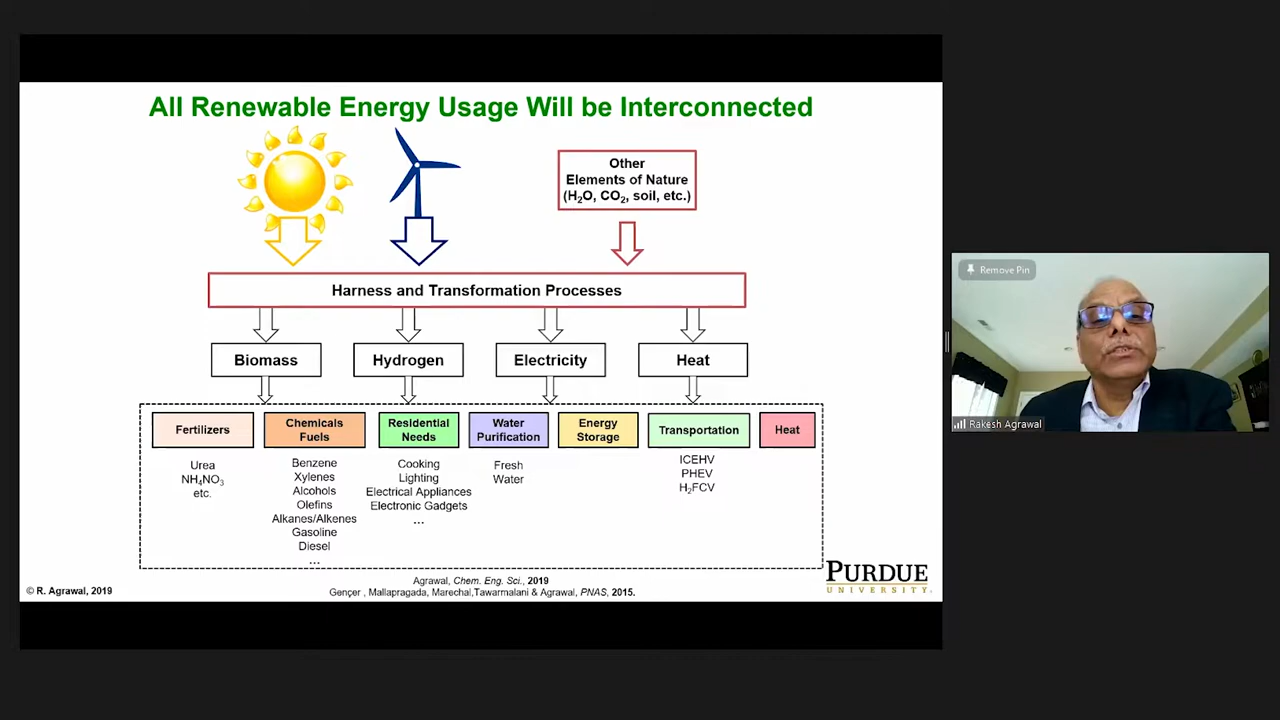 All Renewable Energy Usage Will be Interconnected
Other
Elements of Nature
(H₂O, CO₂, soil, etc.)
Harness and Transformation Processes
Biomass
Hydrogen
Electricity
Heat
Fertilizers
Urea
NH₄NO₃
etc.
Chemicals
Fuels
Benzene
Xylenes
Alcohols
Olefins
Alkanes/Alkenes
Gasoline
Diesel
...
Residential
Needs
Cooking
Lighting
Electrical Appliances
Electronic Gadgets
...
Water
Purification
Fresh
Water
Energy
Storage
Transportation
ICEHV
PHEV
H₂FCV
Heat
Agrawal, Chem. Eng. Sci., 2019
Gençer , Mallapragada, Marechal,Tawarmalani & Agrawal, PNAS, 2015.
© R. Agrawal, 2019
PURDUE
UNIVERSITY
Remove Pin
Rakesh Agrawal